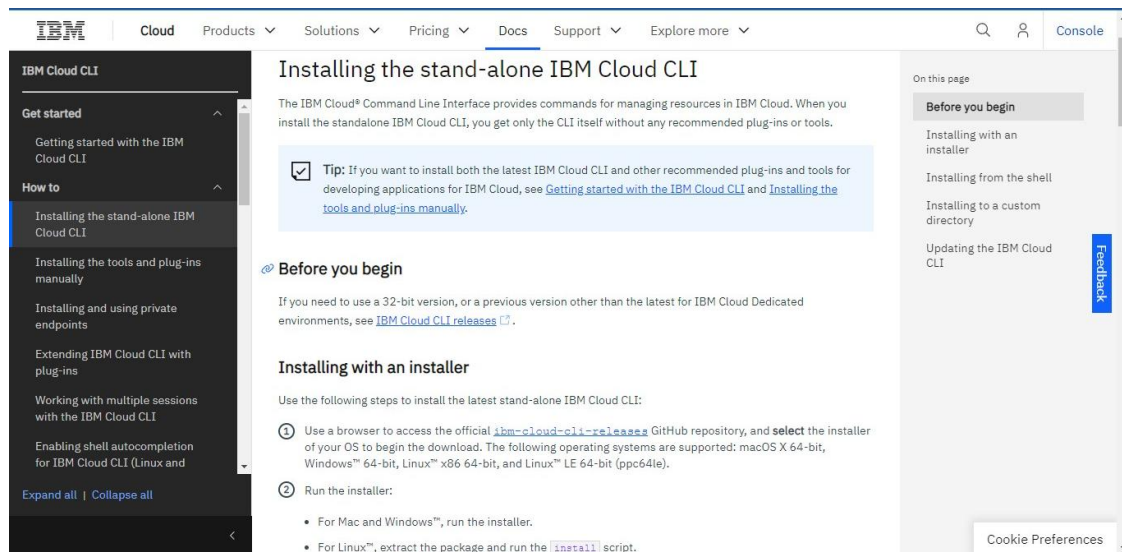 IBM
Cloud Products Solutions Pricing Docs Support Explore more Console
IBM Cloud CLI
Get started
Getting started with the IBM
Cloud CLI
How to
Installing the stand-alone IBM
Cloud CLI
Installing the tools and plug-ins
manually
Installing and using private
endpoints
Extending IBM Cloud CLI with
plug-ins
Working with multiple sessions
with the IBM Cloud CLI
Enabling shell autocompletion
for IBM Cloud CLI (Linux and
Expand all | Collapse all
Installing the stand-alone IBM Cloud CLI
The IBM Cloud® Command Line Interface provides commands for managing resources in IBM Cloud. When you
install the standalone IBM Cloud CLI, you get only the CLI itself without any recommended plug-ins or tools.
Tip: If you want to install both the latest IBM Cloud CLI and other recommended plug-ins and tools for
developing applications for IBM Cloud, see Getting started with the IBM Cloud CLI and Installing the
tools and plug-ins manually.
Before you begin
If you need to use a 32-bit version, or a previous version other than the latest for IBM Cloud Dedicated
environments, see IBM Cloud CLI releases.
Installing with an installer
Use the following steps to install the latest stand-alone IBM Cloud CLI:
1 Use a browser to access the official ibm-cloud-cli-releases GitHub repository, and select the installer
of your OS to begin the download. The following operating systems are supported: macOS X 64-bit,
Windows™ 64-bit, Linux™ x86 64-bit, and Linux™ LE 64-bit (ppc64le).
2 Run the installer:
• For Mac and Windows™, run the installer.
• For Linux™, extract the package and run the install script.
On this page
Before you begin
Installing with an
installer
Installing from the shell
Installing to a custom
directory
Updating the IBM Cloud
CLI
Feedback
Cookie Preferences